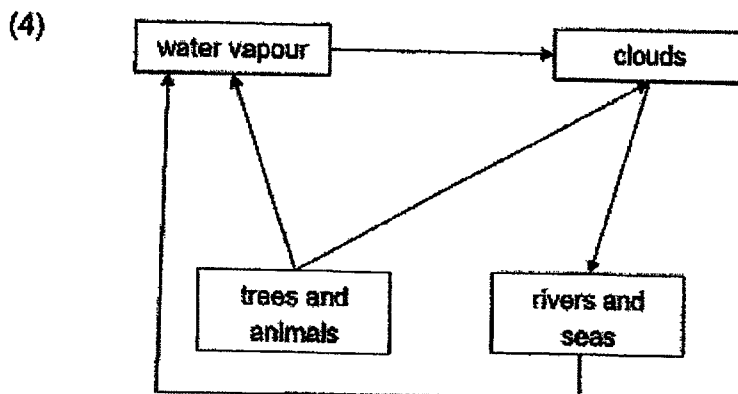 (4)
water vapour
clouds
trees and
animals
rivers and
seas